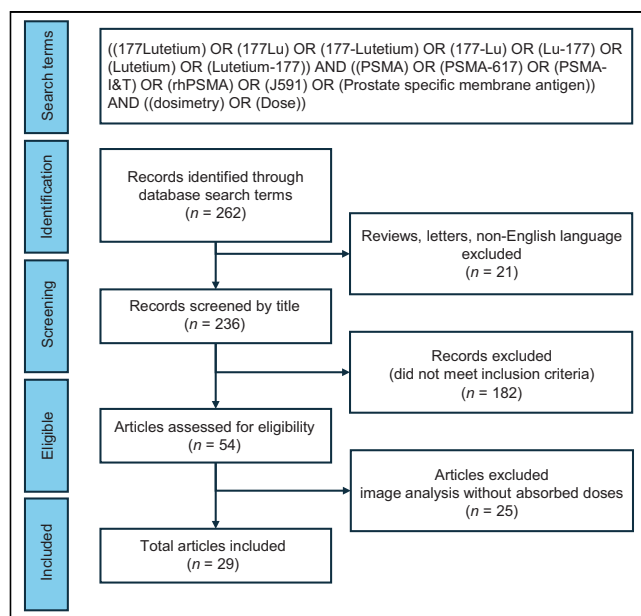 Search terms
((177Lutetium) OR (177Lu) OR (177-Lutetium) OR (177-Lu) OR (Lu-177) OR
(Lutetium) OR (Lutetium-177)) AND ((PSMA) OR (PSMA-617) OR (PSMA-
I&T) OR (rhPSMA) OR (J591) OR (Prostate specific membrane antigen))
AND ((dosimetry) OR (Dose))
Identification
Records identified through
database search terms
(n = 262)
Reviews, letters, non-English language
excluded
(n = 21)
Screening
Records screened by title
(n = 236)
Records excluded
(did not meet inclusion criteria)
(n = 182)
Eligible
Articles assessed for eligibility
(n = 54)
Articles excluded
image analysis without absorbed doses
(n = 25)
Included
Total articles included
(n = 29)